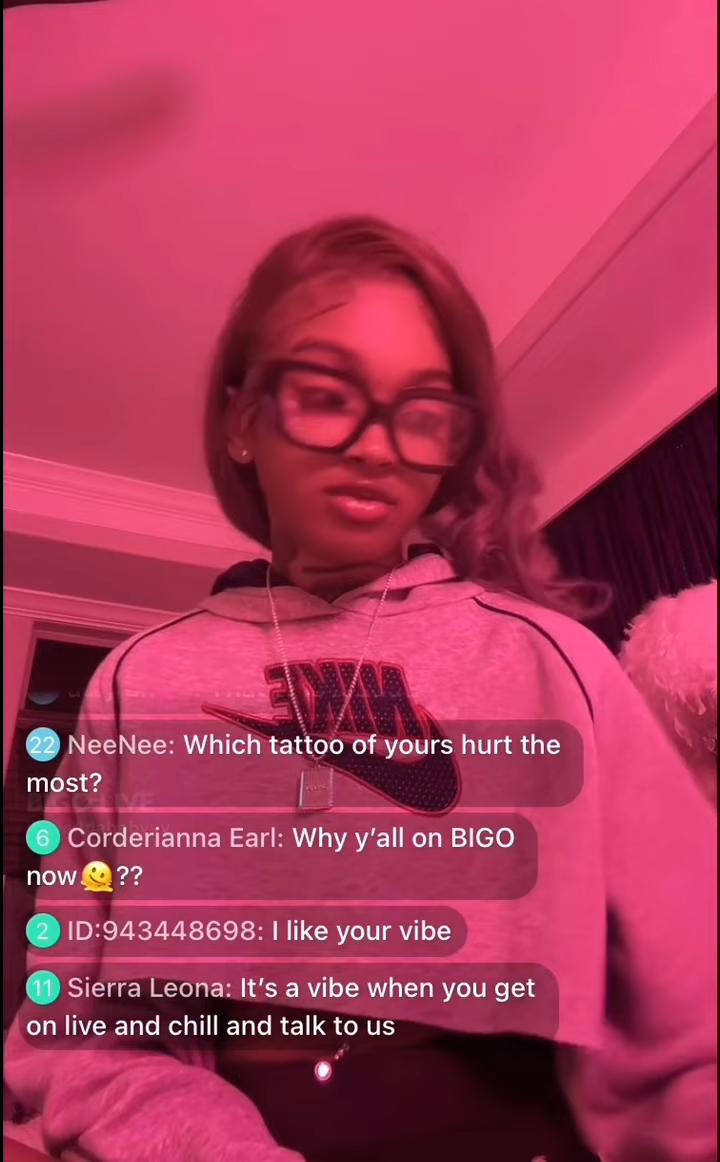 NIKE
22 NeeNee: Which tattoo of yours hurt the
most?
6 Corderianna Earl: Why y’all on BIGO
now🫠??
2 ID:943448698: I like your vibe
11 Sierra Leona: It’s a vibe when you get
on live and chill and talk to us